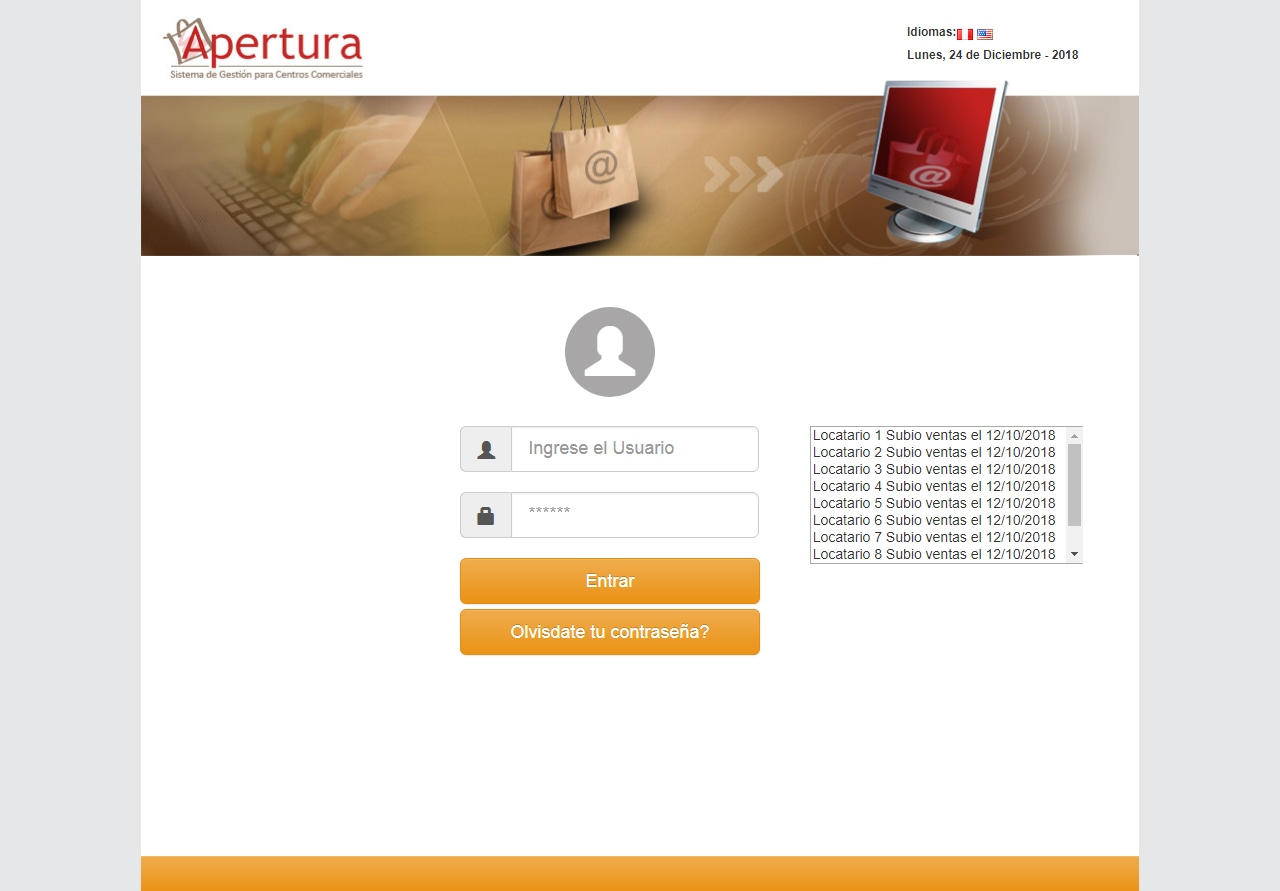 Apertura
Sistema de Gestión para Centros Comerciales
Idiomas:
Lunes, 24 de Diciembre - 2018
@
@
@
Ingrese el Usuario
******
Entrar
Olvisdate tu contraseña?
Locatario 1 Subio ventas el 12/10/2018
Locatario 2 Subio ventas el 12/10/2018
Locatario 3 Subio ventas el 12/10/2018
Locatario 4 Subio ventas el 12/10/2018
Locatario 5 Subio ventas el 12/10/2018
Locatario 6 Subio ventas el 12/10/2018
Locatario 7 Subio ventas el 12/10/2018
Locatario 8 Subio ventas el 12/10/2018